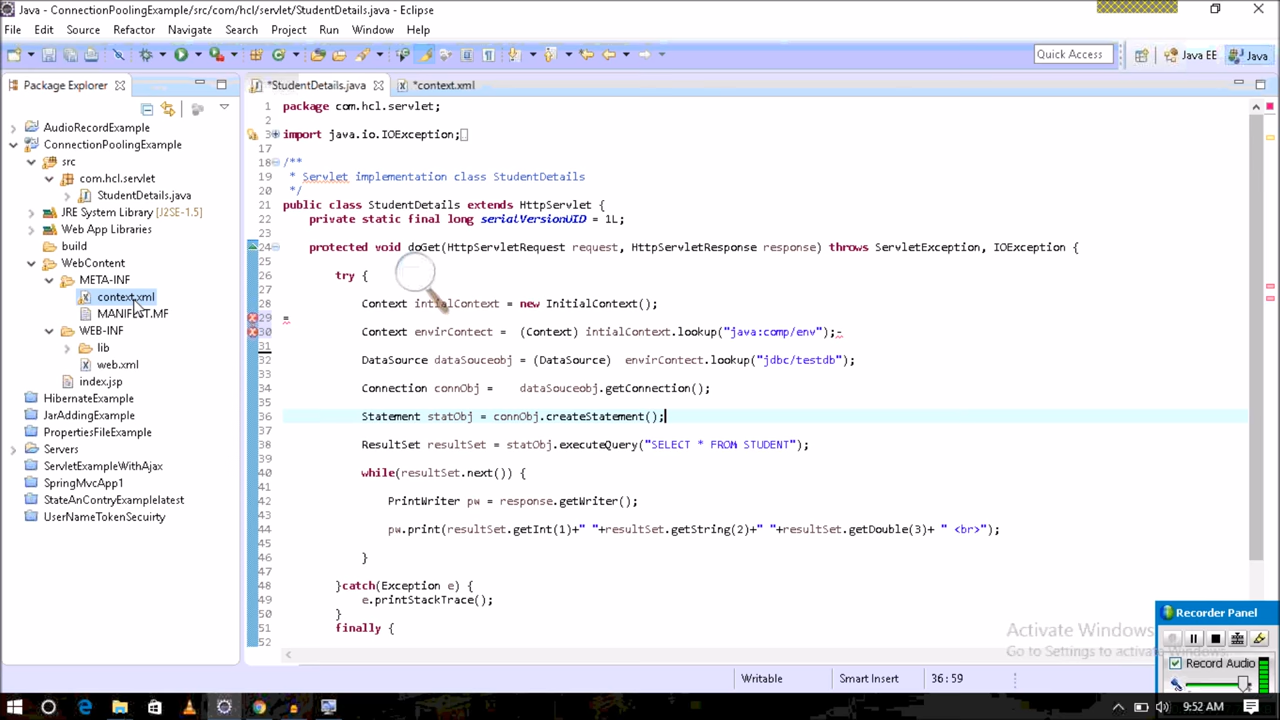 Java - ConnectionPoolingExample/src/com/hcl/servlet/StudentDetails.java - Eclipse
File Edit Source Refactor Navigate Search Project Run Window Help
Quick Access
Java EE
Java
Package Explorer
*StudentDetails.java
*context.xml
AudioRecordExample
ConnectionPoolingExample
src
com.hcl.servlet
StudentDetails.java
JRE System Library [J2SE-1.5]
Web App Libraries
build
WebContent
META-INF
context.xml
MANIFEST.MF
WEB-INF
lib
web.xml
index.jsp
HibernateExample
JarAddingExample
PropertiesFileExample
Servers
ServletExampleWithAjax
SpringMvcApp1
StateAnContryExamplelatest
UserNameTokenSecuirty
1 package com.hcl.servlet;
2
3 import java.io.IOException;
17
18 /**
19 * Servlet implementation class StudentDetails
20 */
21 public class StudentDetails extends HttpServlet {
22 private static final long serialVersionUID = 1L;
23
24 protected void doGet(HttpServletRequest request, HttpServletResponse response) throws ServletException, IOException {
25
26 try {
27
28 Context intialContext = new InitialContext();
29 =
30 Context envirContect = (Context) intialContext.lookup("java:comp/env");-
31
32 DataSource dataSouceobj = (DataSource) envirContect.lookup("jdbc/testdb");
33
34 Connection connObj = dataSouceobj.getConnection();
35
36 Statement statObj = connObj.createStatement();
37
38 ResultSet resultSet = statObj.executeQuery("SELECT * FROM STUDENT");
39
40 while(resultSet.next()) {
41
42 PrintWriter pw = response.getWriter();
43
44 pw.print(resultSet.getInt(1)+" "+resultSet.getString(2)+" "+resultSet.getDouble(3)+ " <br>");
45
46 }
47
48 }catch(Exception e) {
49 e.printStackTrace();
50 }
51 finally {
52
Activate Windows
Go to Settings to activate Windows.
Recorder Panel
Record Audio
Writable
Smart Insert
36 : 59
9:52 AM